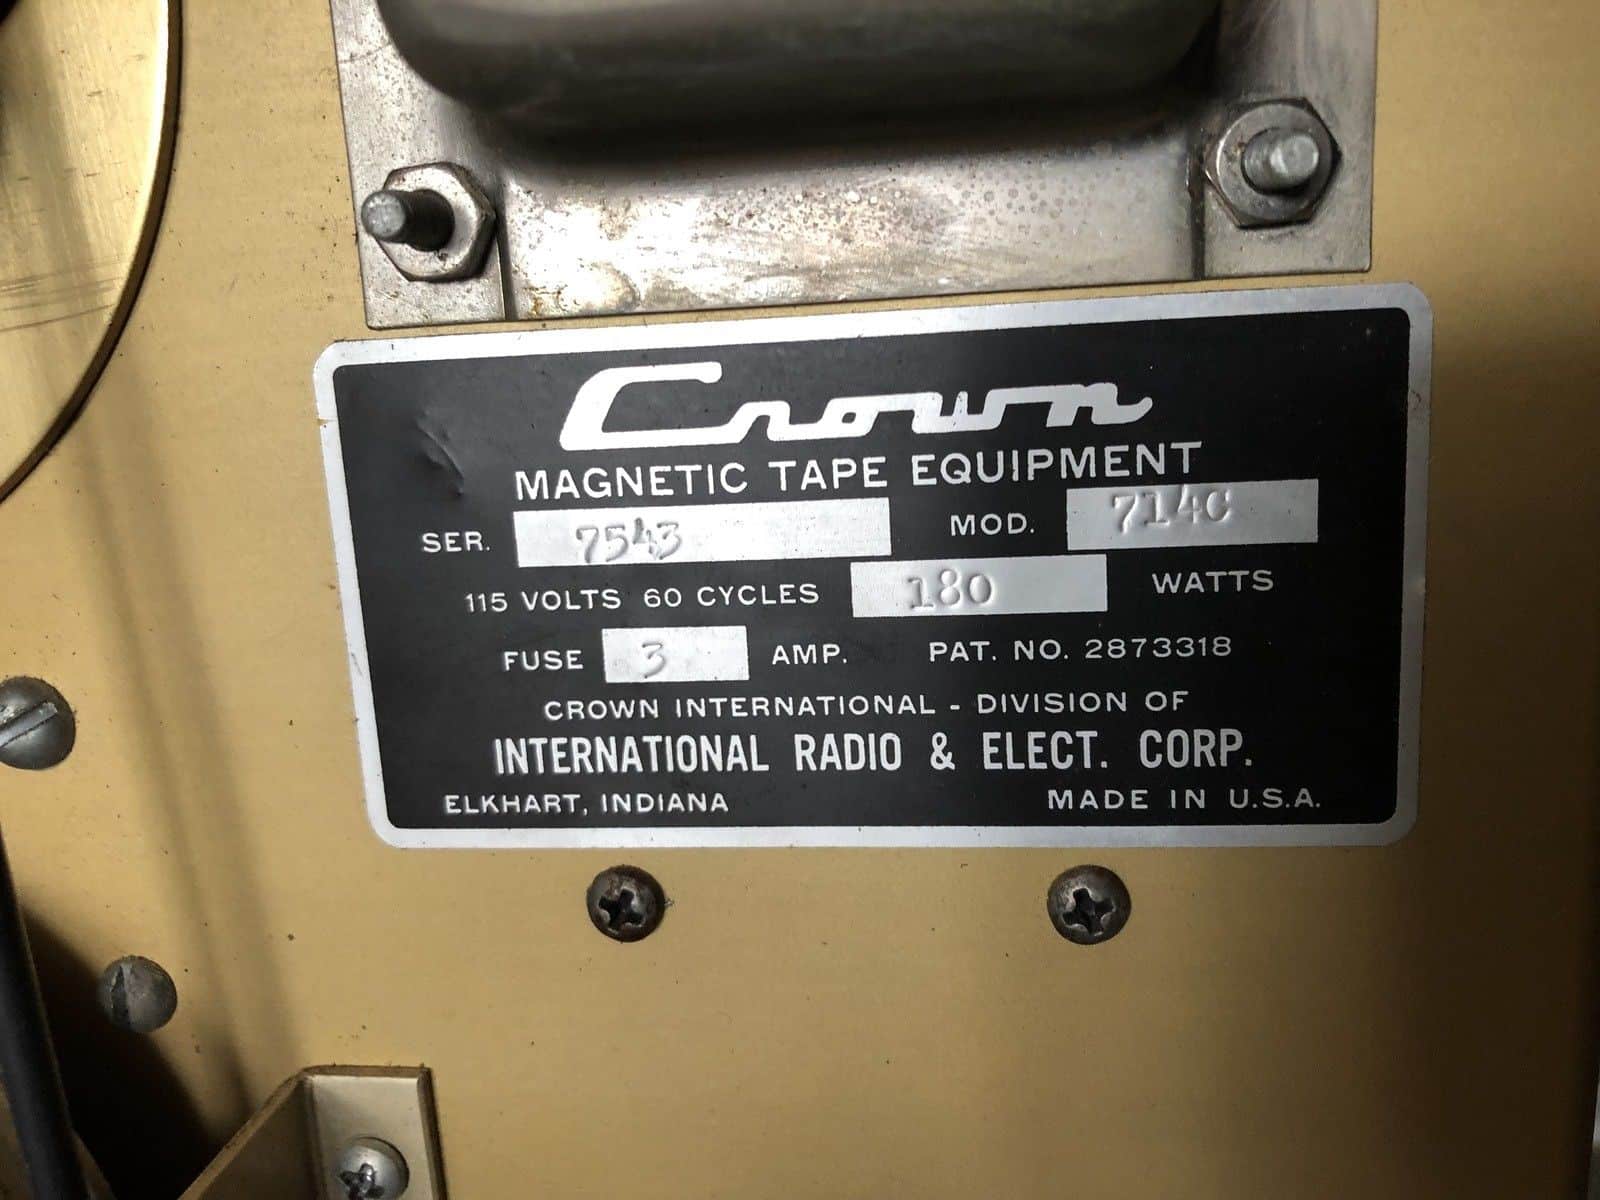 Crown
MAGNETIC TAPE EQUIPMENT
SER. 7543 MOD. 714C
115 VOLTS 60 CYCLES 180 WATTS
FUSE 3 AMP. PAT. NO. 2873318
CROWN INTERNATIONAL - DIVISION OF
INTERNATIONAL RADIO & ELECT. CORP.
ELKHART, INDIANA MADE IN U.S.A.